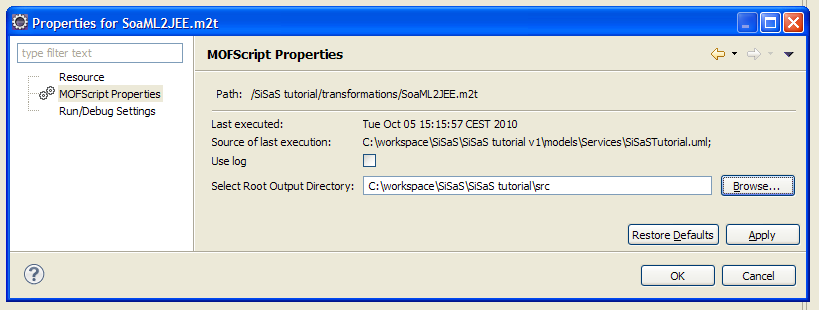 Properties for SoaML2JEE.m2t
type filter text
Resource
MOFScript Properties
Run/Debug Settings
MOFScript Properties
Path: /SiSaS tutorial/transformations/SoaML2JEE.m2t
Last executed: Tue Oct 05 15:15:57 CEST 2010
Source of last execution: C:\workspace\SiSaS\SiSaS tutorial v1\models\Services\SiSaSTutorial.uml;
Use log
Select Root Output Directory: C:\workspace\SiSaS\SiSaS tutorial\src Browse...
Restore Defaults Apply
? OK Cancel